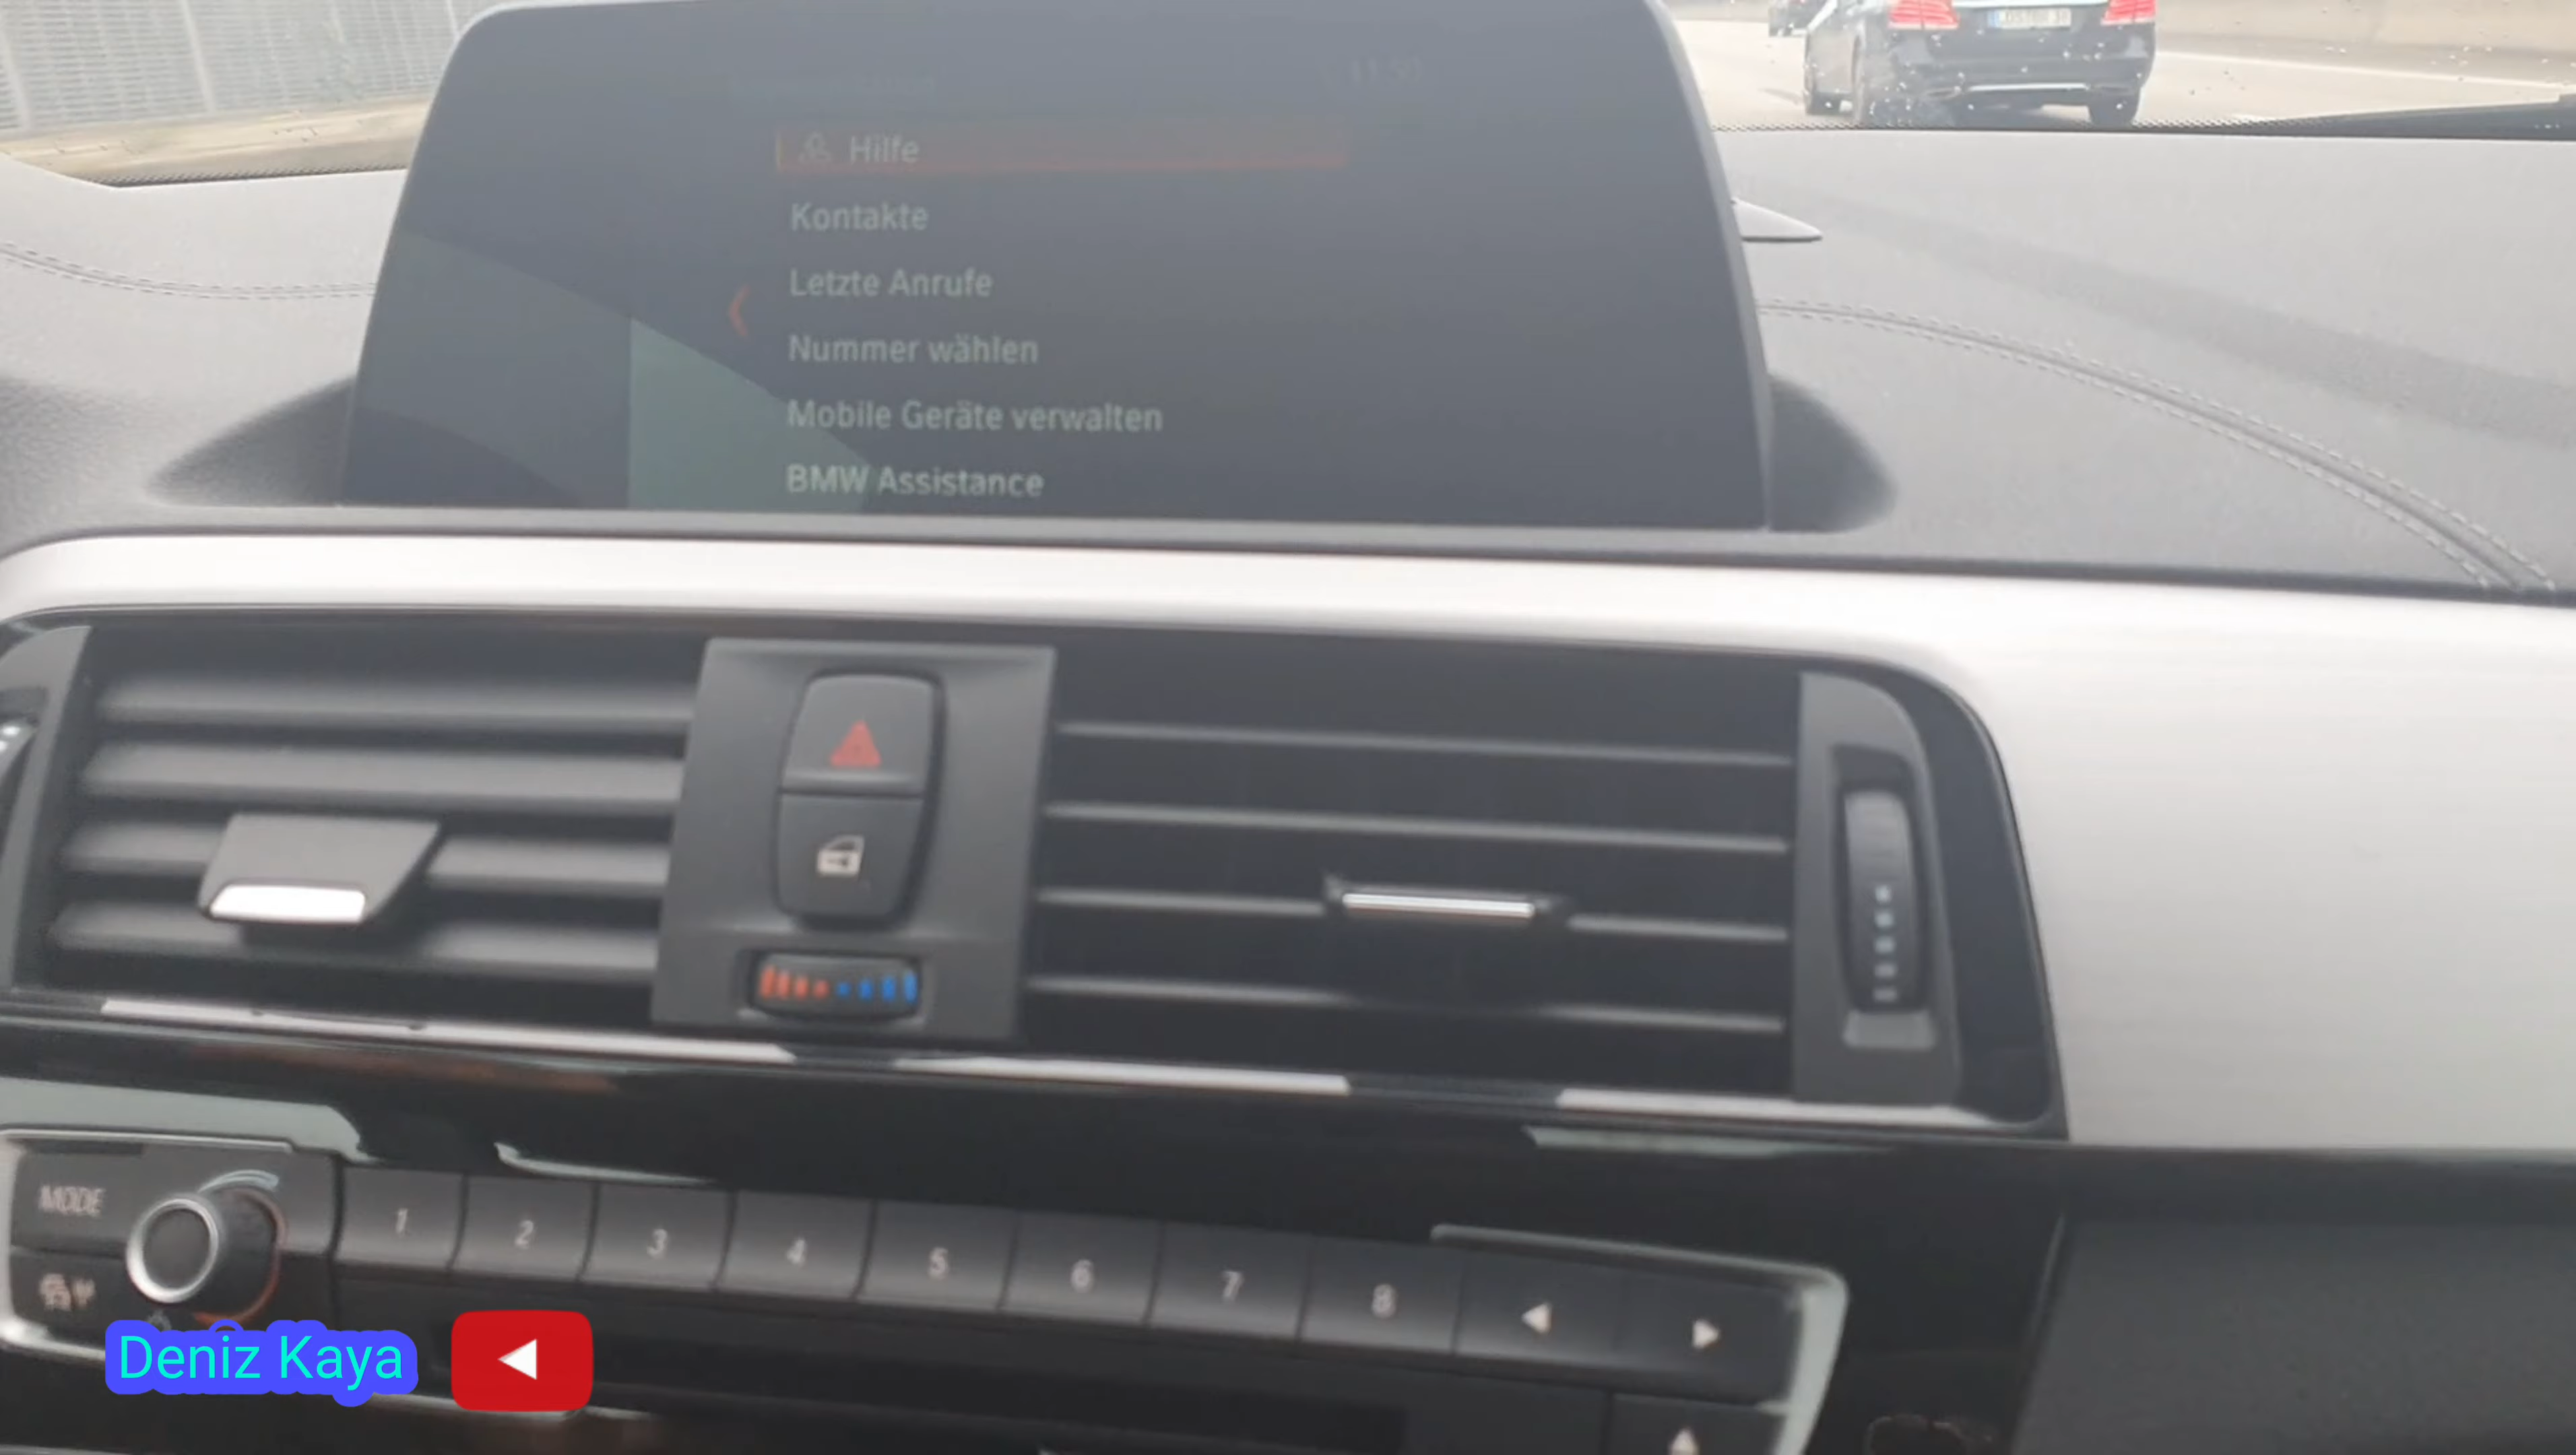 Hilfe
Kontakte
Letzte Anrufe
Nummer wählen
Mobile Geräte verwalten
BMW Assistance
MODE
1 2 3 4 5 6 7 8
Deniz Kaya